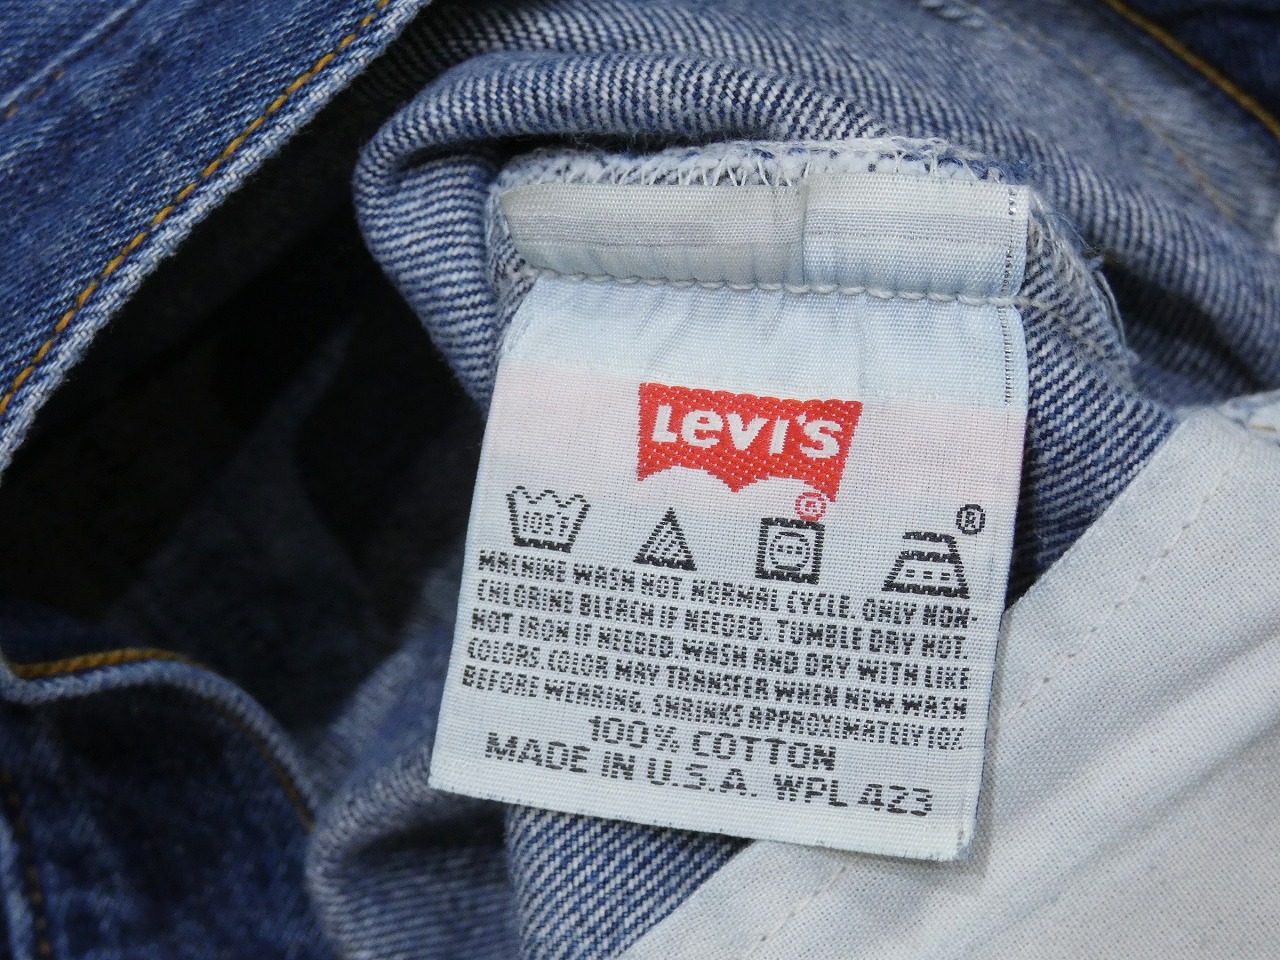 Levi's
®
®
105F
MACHINE WASH HOT, NORMAL CYCLE. ONLY NON-
CHLORINE BLEACH IF NEEDED. TUMBLE DRY HOT.
HOT IRON IF NEEDED. WASH AND DRY WITH LIKE
COLORS. COLOR MAY TRANSFER WHEN NEW. WASH
BEFORE WEARING. SHRINKS APPROXIMATELY 10%
100% COTTON
MADE IN U.S.A. WPL 423